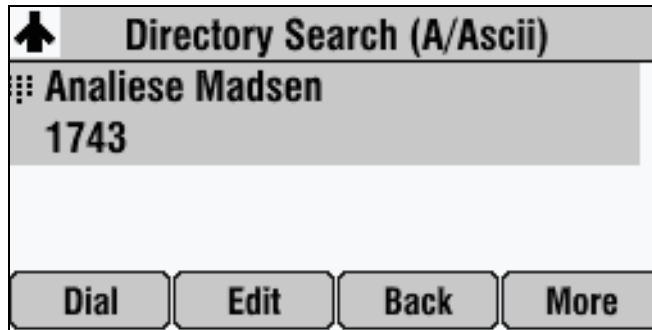 Directory Search (A/Ascii)
Analiese Madsen
1743
Dial Edit Back More